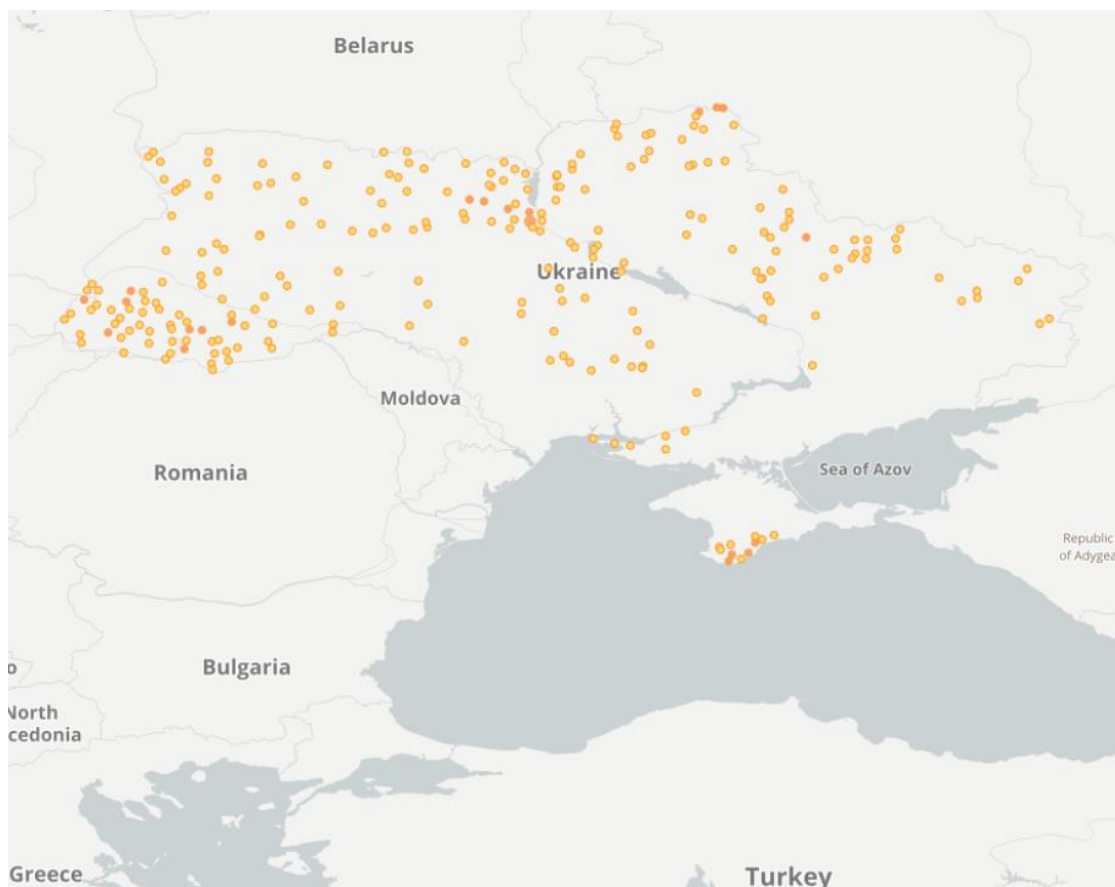 Belarus
Ukraine
Moldova
Romania
Sea of Azov
Republic
of Adygea
Bulgaria
o
North
cedonia
Greece
Turkey